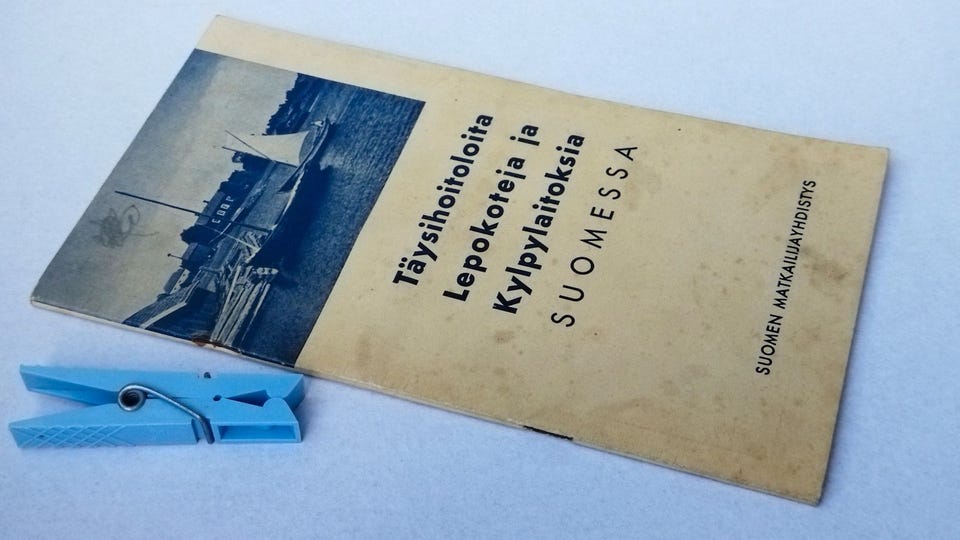 Täysihoitoloita
Lepokoteja ja
Kylpylaitoksia
SUOMESSA
SUOMEN MATKAILIJAYHDISTYS